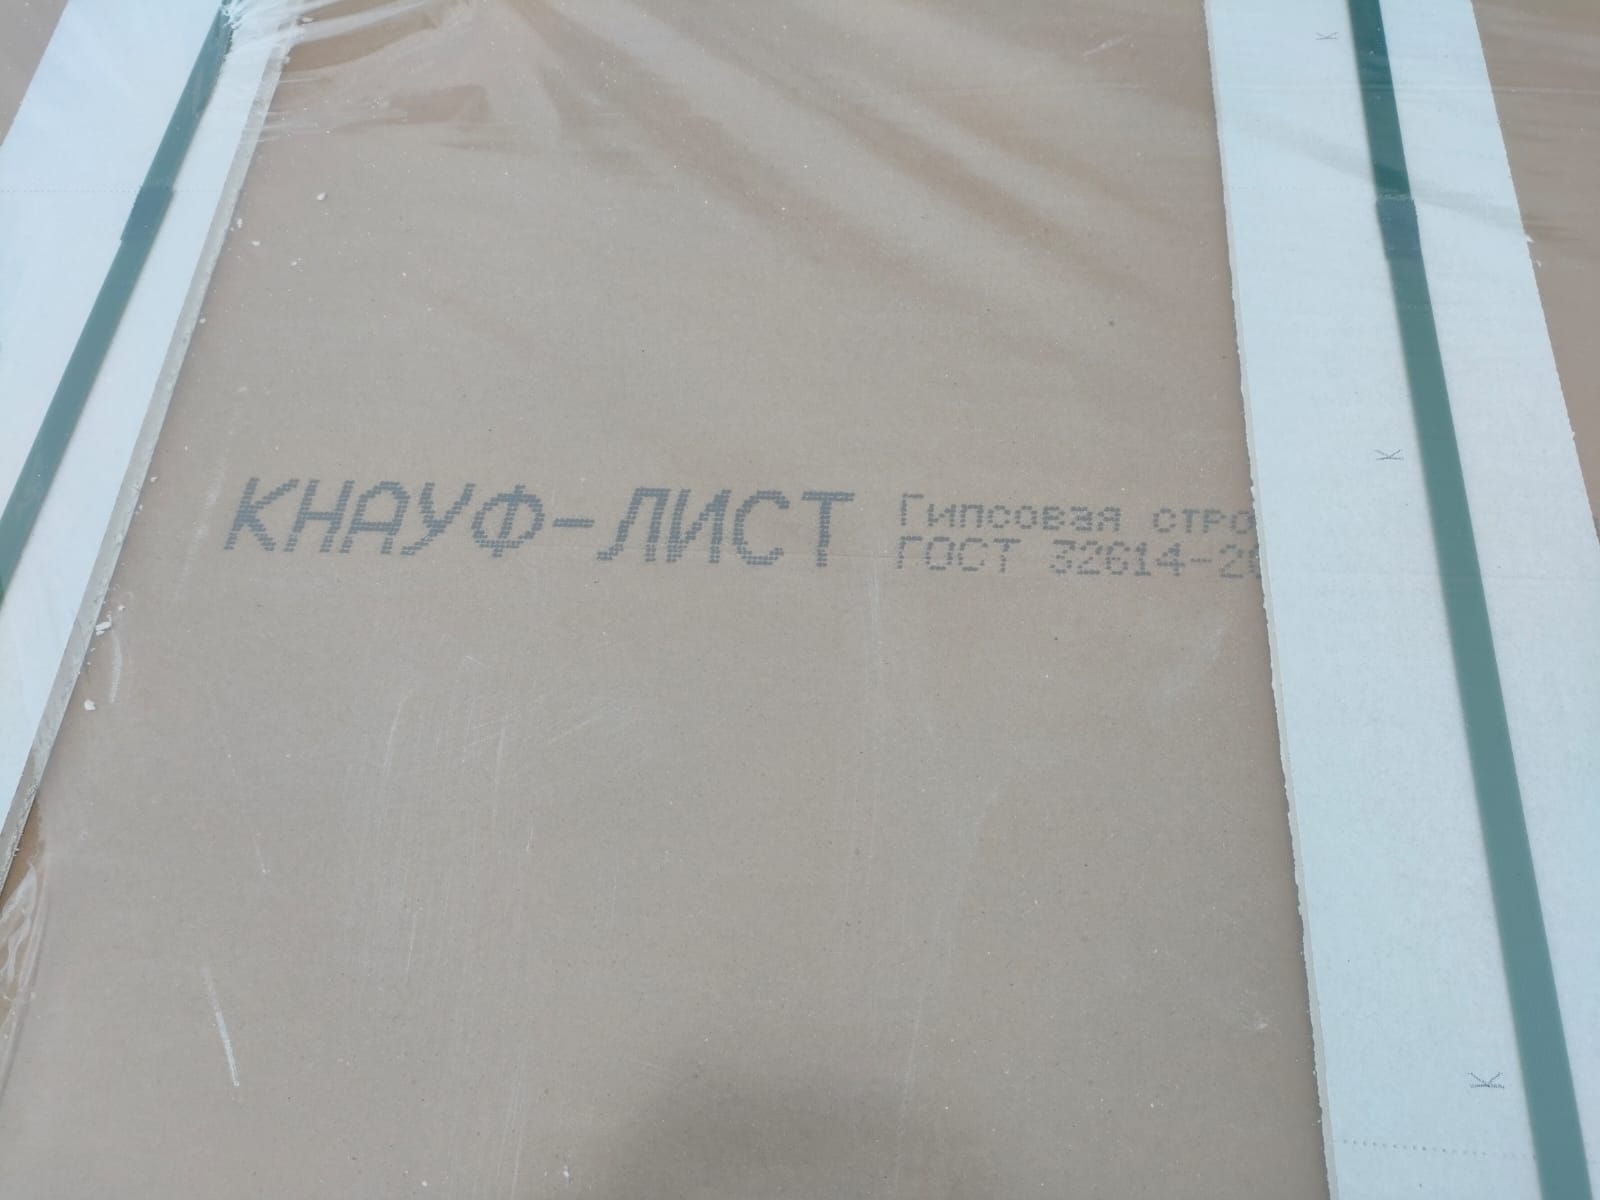 КНАУФ-ЛИСТ
Гипсовая стро
ГОСТ 32614-20
К
К
К